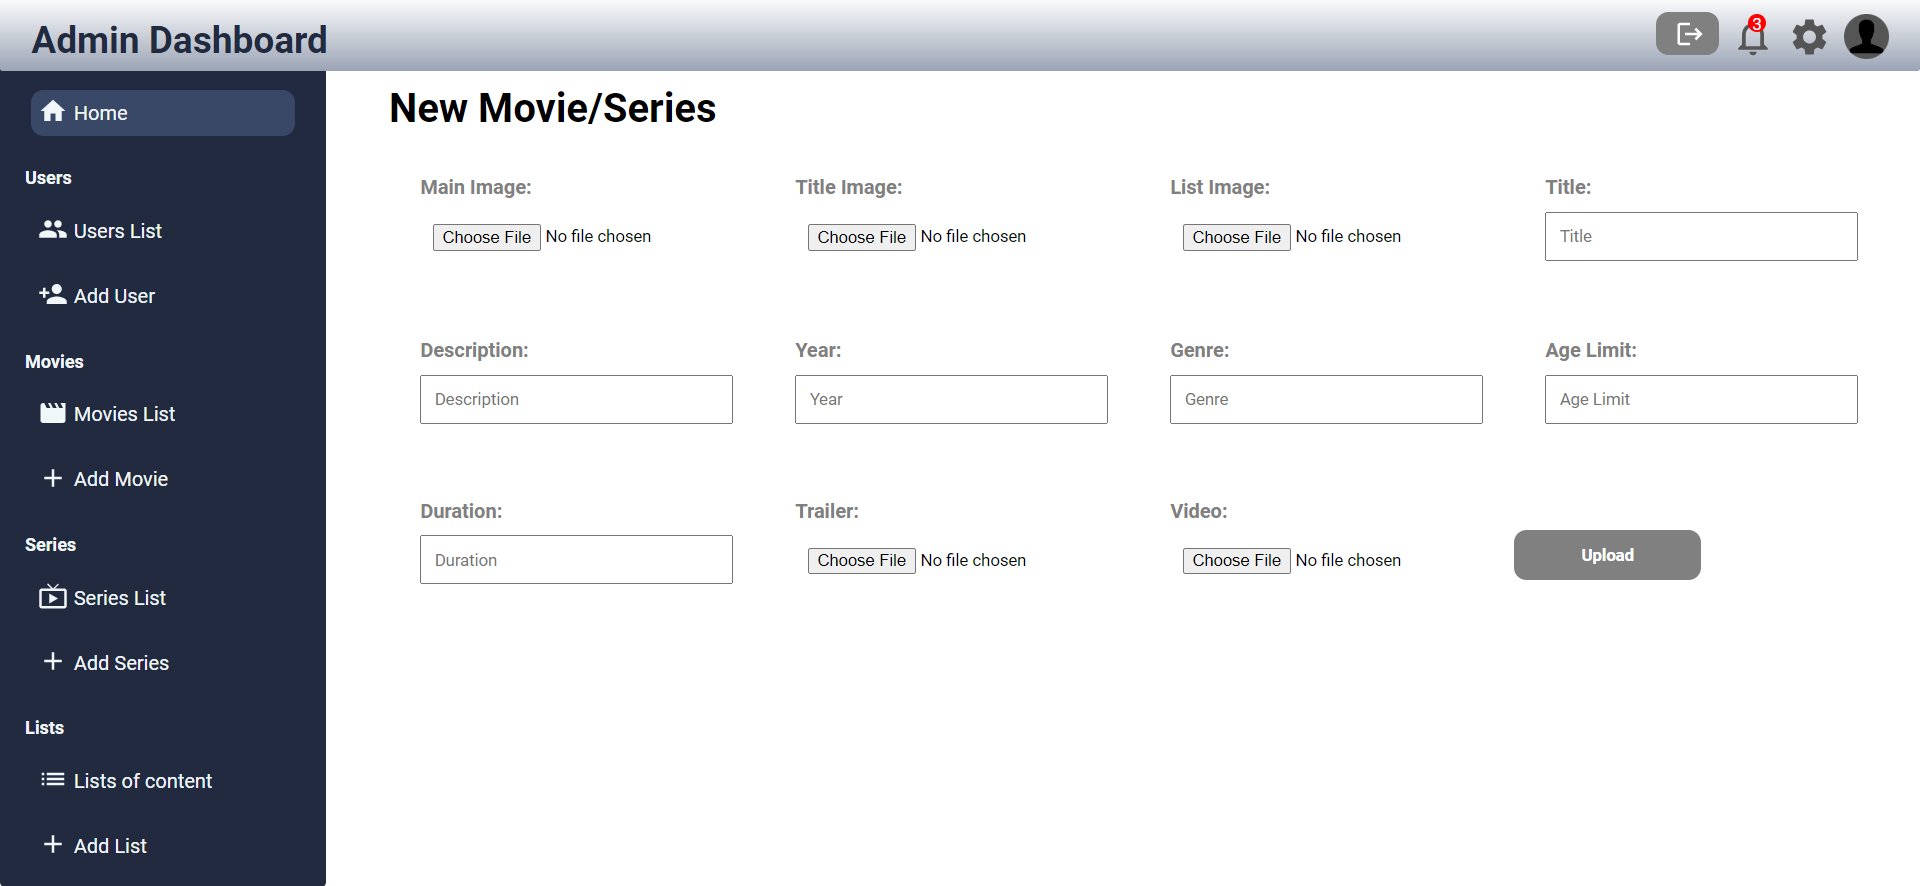 Admin Dashboard
3
Home
Users
Users List
Add User
Movies
Movies List
Add Movie
Series
Series List
Add Series
Lists
Lists of content
Add List
New Movie/Series
Main Image:
Choose File No file chosen
Title Image:
Choose File No file chosen
List Image:
Choose File No file chosen
Title:
Title
Description:
Description
Year:
Year
Genre:
Genre
Age Limit:
Age Limit
Duration:
Duration
Trailer:
Choose File No file chosen
Video:
Choose File No file chosen
Upload